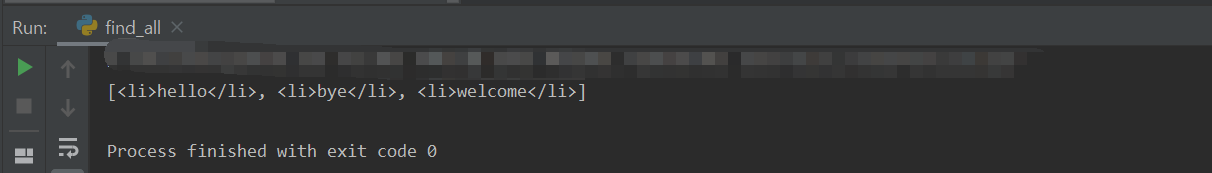 Run: find_all
[<li>hello</li>, <li>bye</li>, <li>welcome</li>]
Process finished with exit code 0